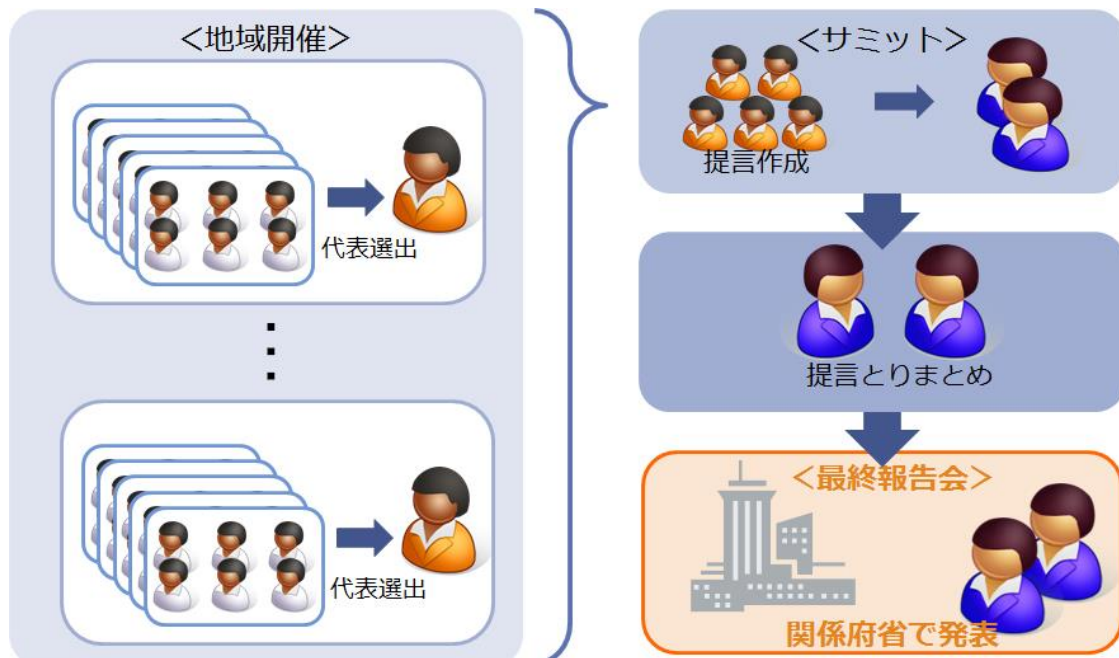 ＜地域開催＞
代表選出
代表選出
＜サミット＞
提言作成
提言とりまとめ
＜最終報告会＞
関係府省で発表